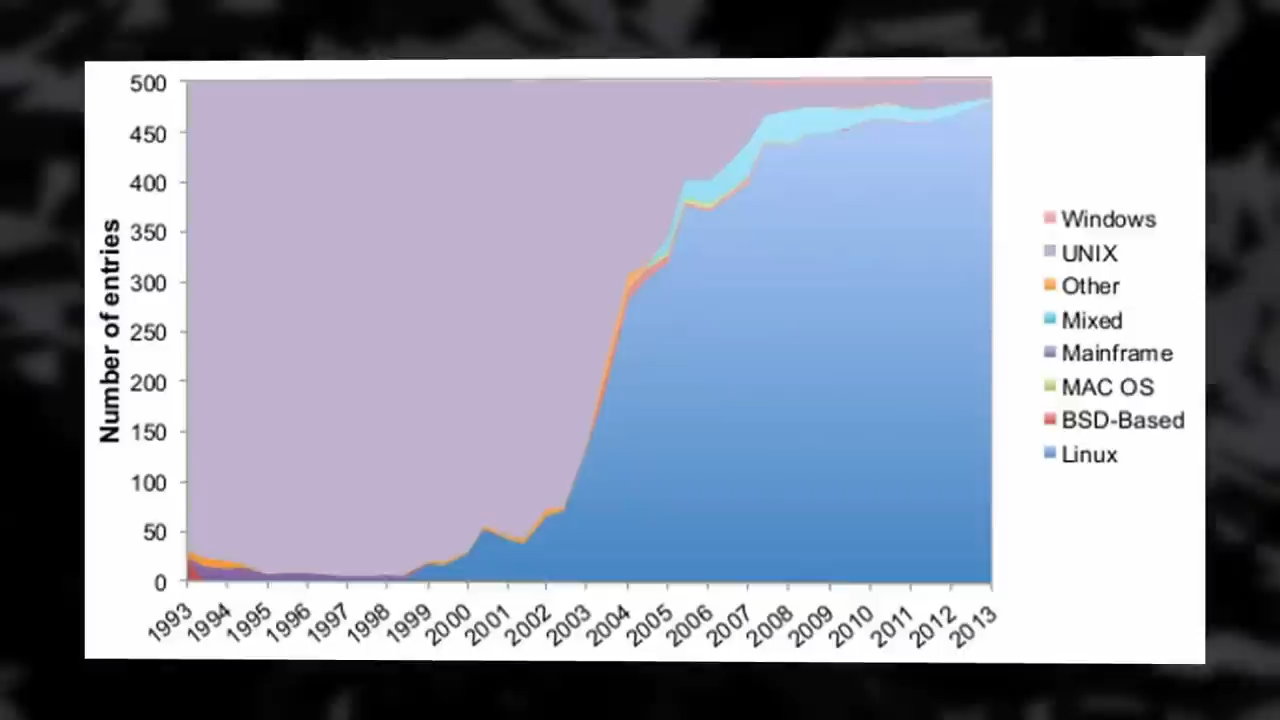 500
450
400
350
300
250
200
150
100
50
0
Number of entries
1993 1994 1995 1996 1997 1998 1999 2000 2001 2002 2003 2004 2005 2006 2007 2008 2009 2010 2011 2012 2013
Windows
UNIX
Other
Mixed
Mainframe
MAC OS
BSD-Based
Linux